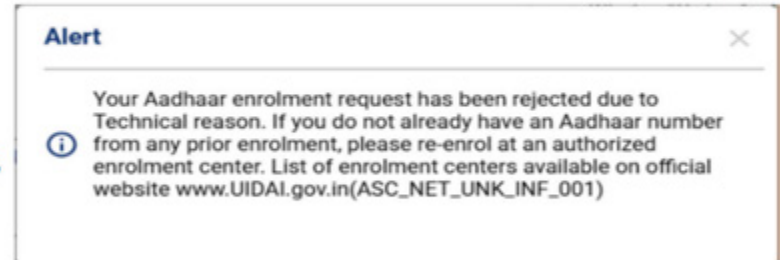 Alert
Your Aadhaar enrolment request has been rejected due to
Technical reason. If you do not already have an Aadhaar number
from any prior enrolment, please re-enrol at an authorized
enrolment center. List of enrolment centers available on official
website www.UIDAI.gov.in(ASC_NET_UNK_INF_001)